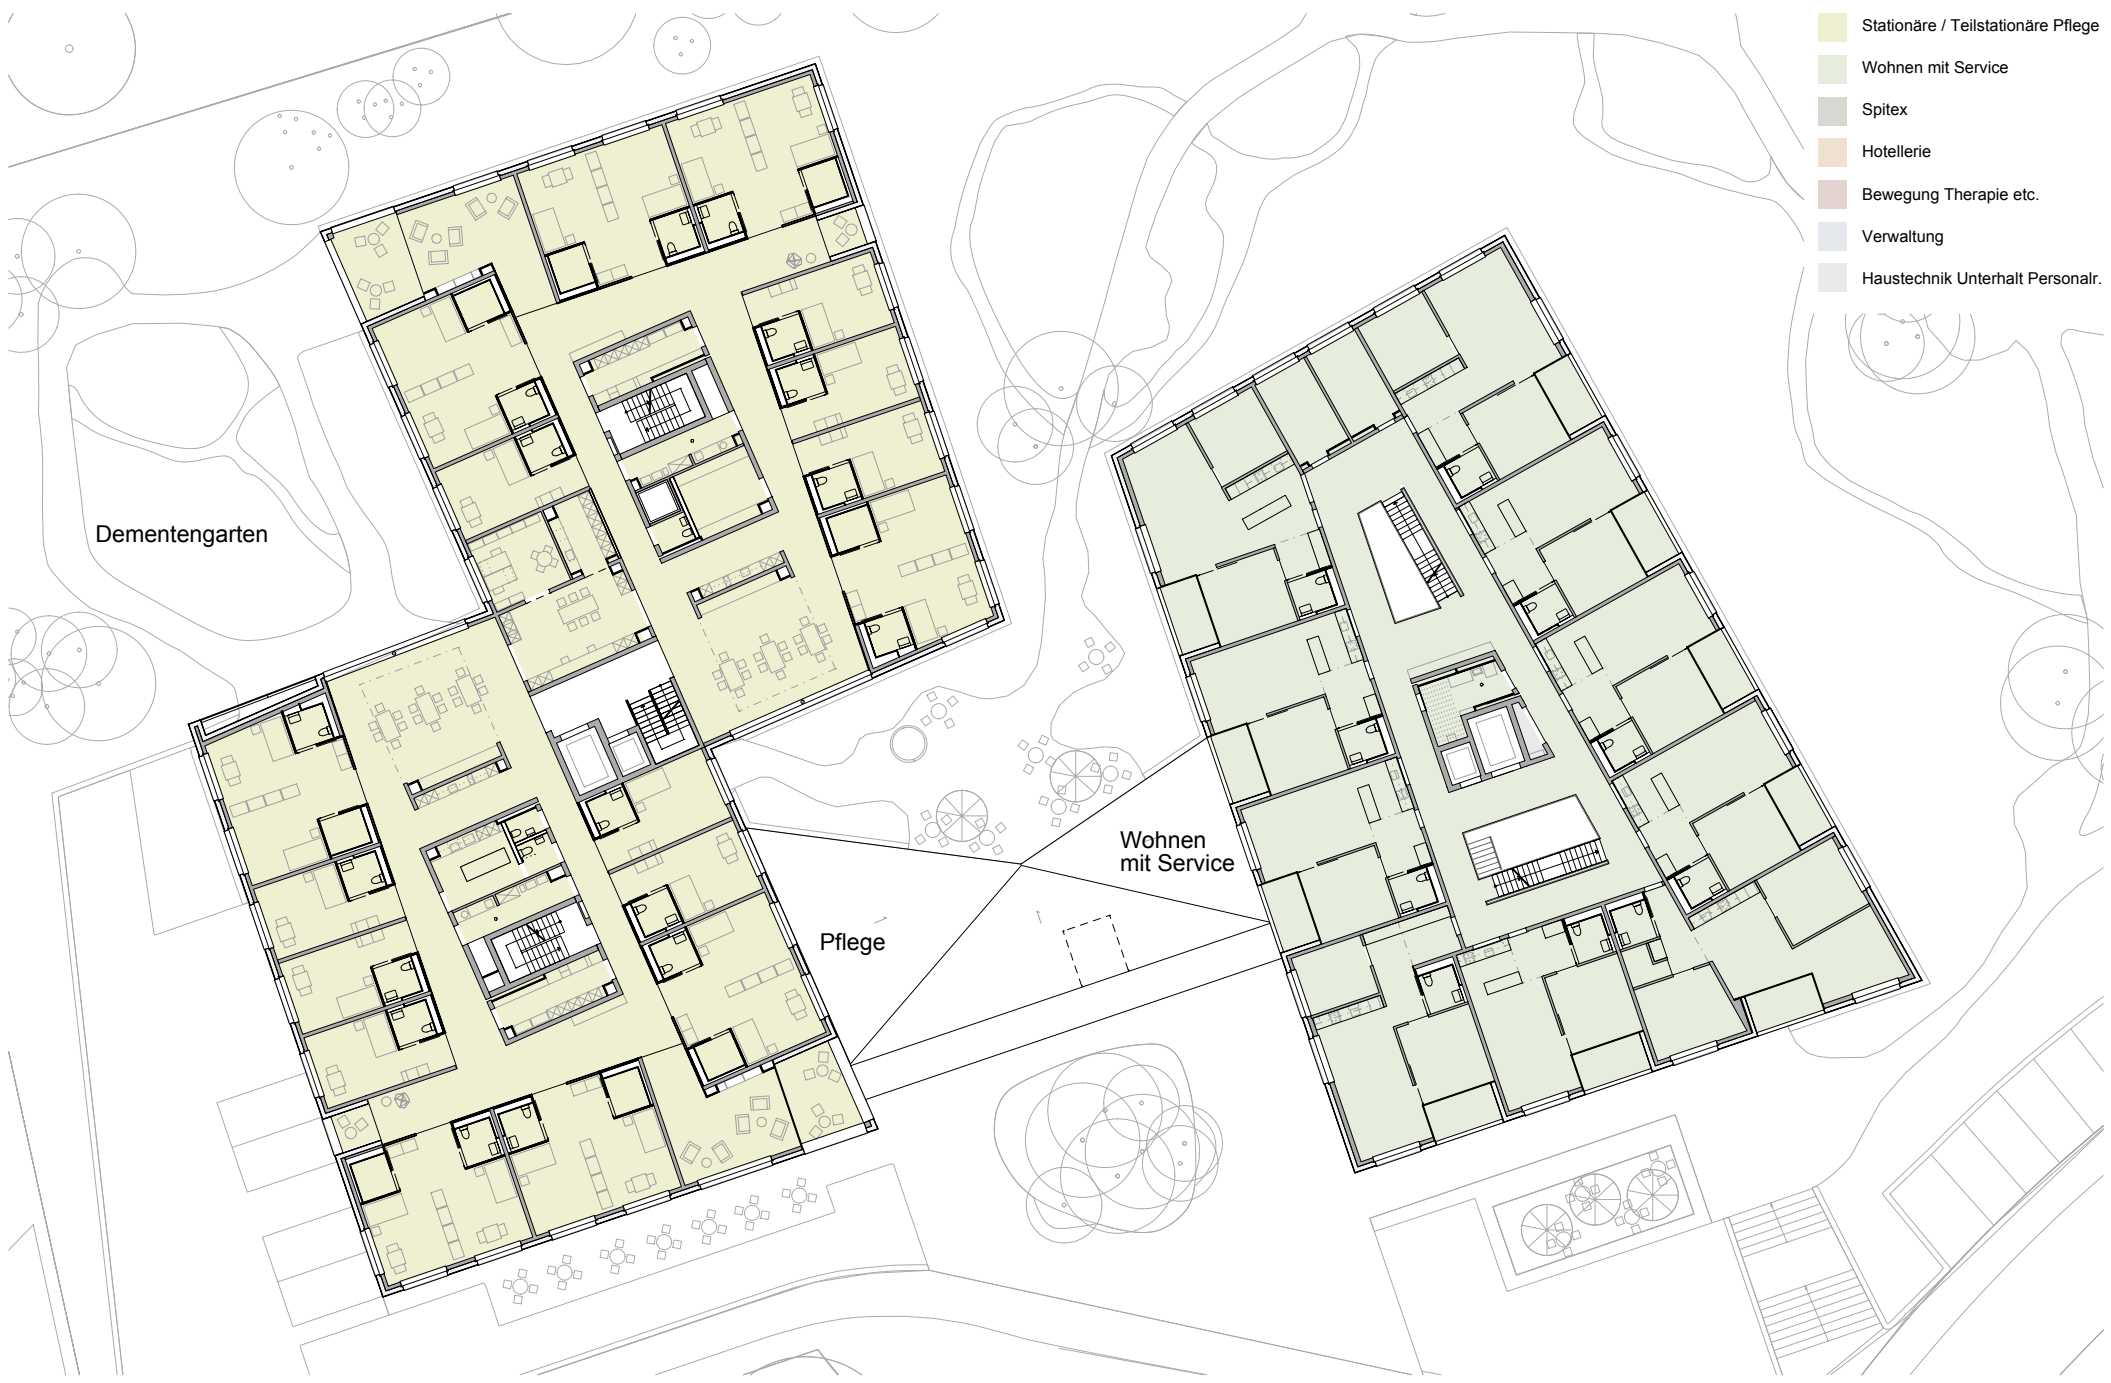 Stationäre / Teilstationäre Pflege
Wohnen mit Service
Spitex
Hotellerie
Bewegung Therapie etc.
Verwaltung
Haustechnik Unterhalt Personalr.
Dementengarten
Wohnen
mit Service
Pflege